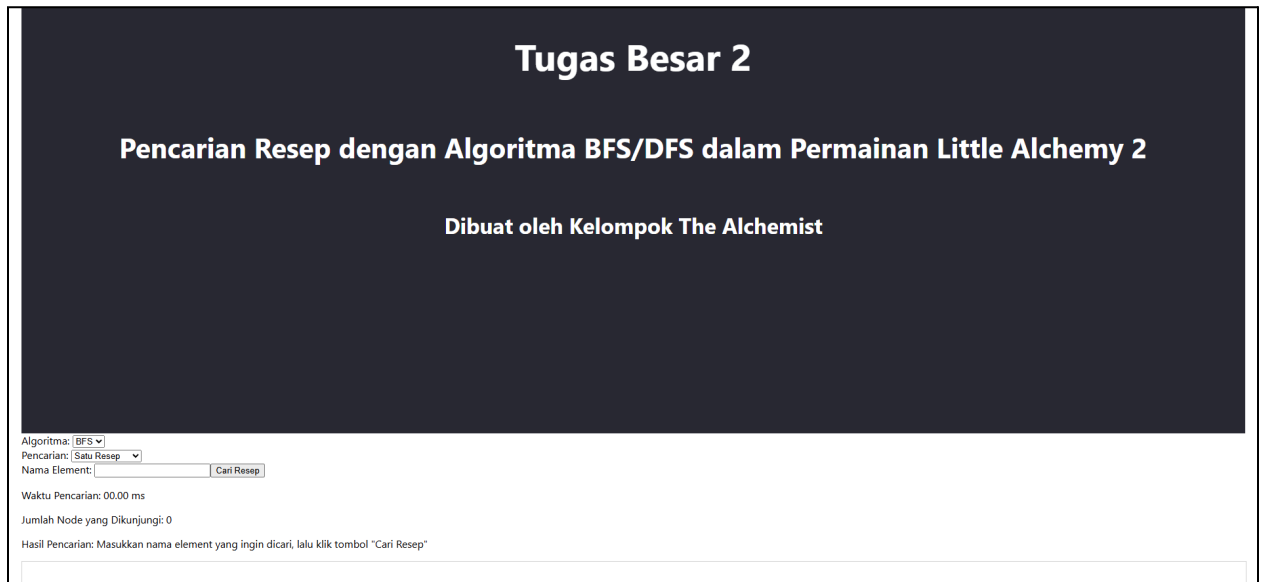 Tugas Besar 2
Pencarian Resep dengan Algoritma BFS/DFS dalam Permainan Little Alchemy 2
Dibuat oleh Kelompok The Alchemist
Algoritma: BFS
Pencarian: Satu Resep
Nama Element: Cari Resep
Waktu Pencarian: 00.00 ms
Jumlah Node yang Dikunjungi: 0
Hasil Pencarian: Masukkan nama element yang ingin dicari, lalu klik tombol "Cari Resep"